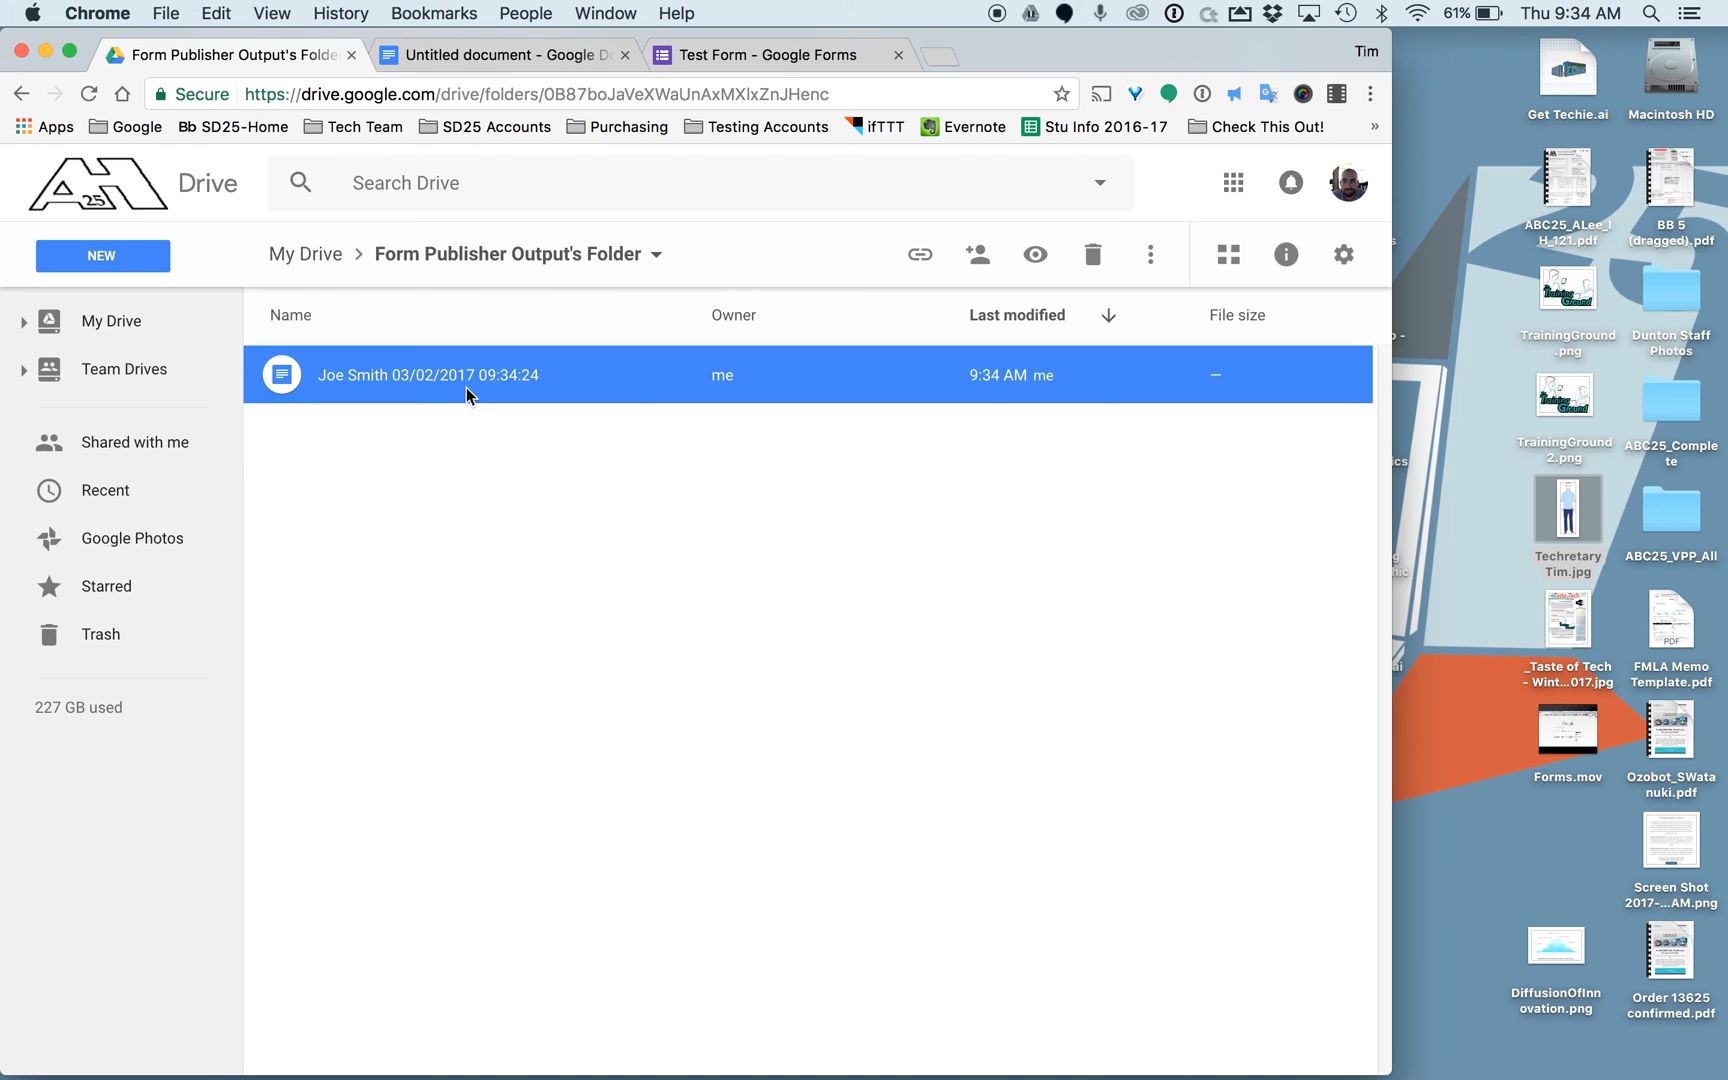 Chrome File Edit View History Bookmarks People Window Help 61% Thu 9:34 AM
Form Publisher Output's Folde Untitled document - Google D Test Form - Google Forms Tim
Secure https://drive.google.com/drive/folders/0B87boJaVeXWaUnAxMXlxZnJHenc
Apps Google Bb SD25-Home Tech Team SD25 Accounts Purchasing Testing Accounts ifTTT Evernote Stu Info 2016-17 Check This Out! »
AH 25 Drive Search Drive
NEW My Drive > Form Publisher Output's Folder
Name Owner Last modified File size
Joe Smith 03/02/2017 09:34:24 me 9:34 AM me –
My Drive
Team Drives
Shared with me
Recent
Google Photos
Starred
Trash
227 GB used
Get Techie.ai Macintosh HD
ABC25_ALee_I
H_121.pdf
BB 5
(dragged).pdf
TrainingGround
.png
Dunton Staff
Photos
TrainingGround
2.png
ABC25_Comple
te
Techretary
Tim.jpg
ABC25_VPP_All
_Taste of Tech
- Wint...017.jpg
PDF
FMLA Memo
Template.pdf
Forms.mov
Ozobot_SWata
nuki.pdf
Screen Shot
2017-...AM.png
DiffusionOfInn
ovation.png
Order 13625
confirmed.pdf